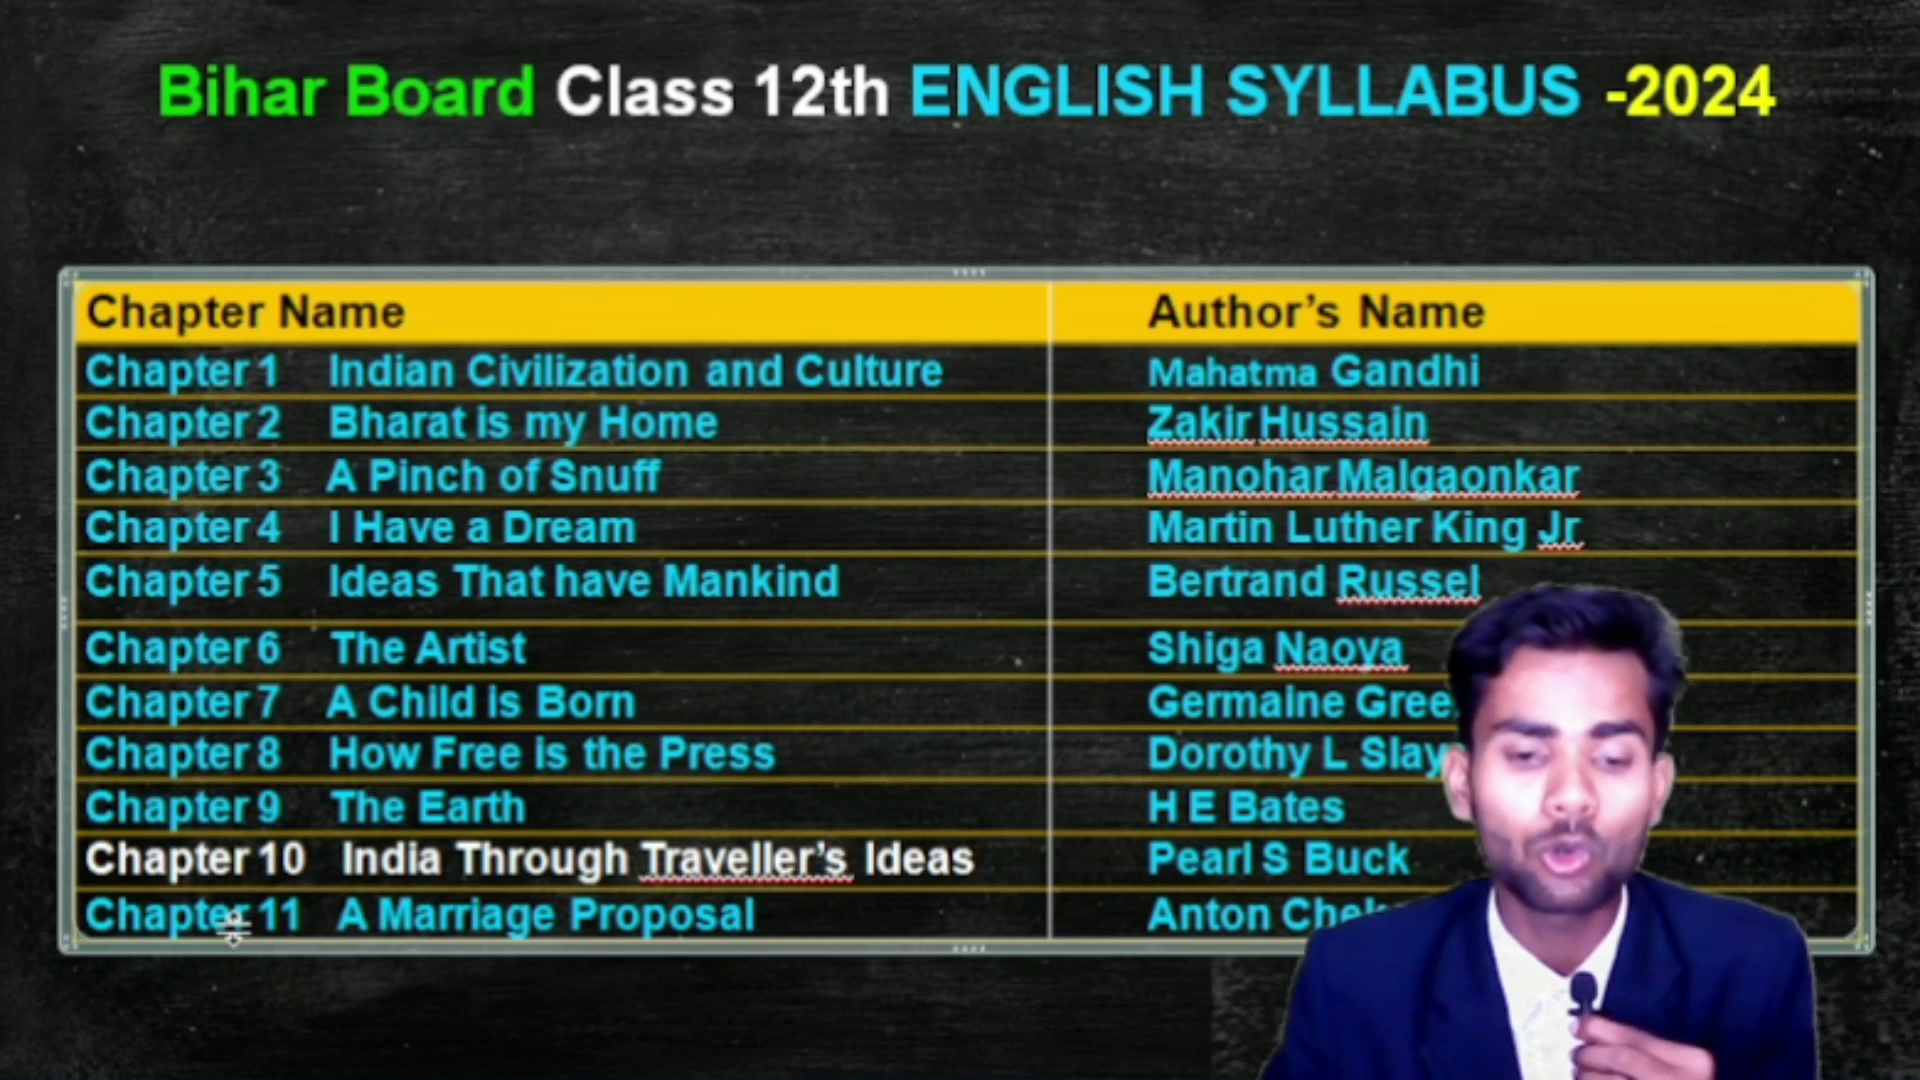 Bihar Board Class 12th ENGLISH SYLLABUS -2024
Chapter Name Author’s Name
Chapter 1 Indian Civilization and Culture Mahatma Gandhi
Chapter 2 Bharat is my Home Zakir Hussain
Chapter 3 A Pinch of Snuff Manohar Malgaonkar
Chapter 4 I Have a Dream Martin Luther King Jr
Chapter 5 Ideas That have Mankind Bertrand Russel
Chapter 6 The Artist Shiga Naoya
Chapter 7 A Child is Born Germaine
Chapter 8 How Free is the Press Dorothy L
Chapter 9 The Earth H E Bates
Chapter 10 India Through Traveller’s Ideas Pearl S Buck
Chapter 11 A Marriage Proposal Anton